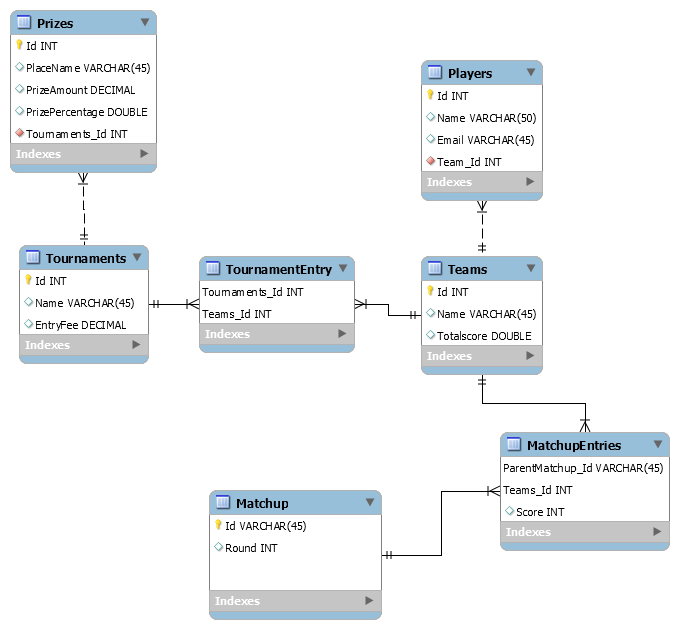 Prizes
Id INT
PlaceName VARCHAR(45)
PrizeAmount DECIMAL
PrizePercentage DOUBLE
Tournaments_Id INT
Indexes
Players
Id INT
Name VARCHAR(50)
Email VARCHAR(45)
Team_Id INT
Indexes
Tournaments
Id INT
Name VARCHAR(45)
EntryFee DECIMAL
Indexes
TournamentEntry
Tournaments_Id INT
Teams_Id INT
Indexes
Teams
Id INT
Name VARCHAR(45)
Totalscore DOUBLE
Indexes
MatchupEntries
ParentMatchup_Id VARCHAR(45)
Teams_Id INT
Score INT
Indexes
Matchup
Id VARCHAR(45)
Round INT
Indexes